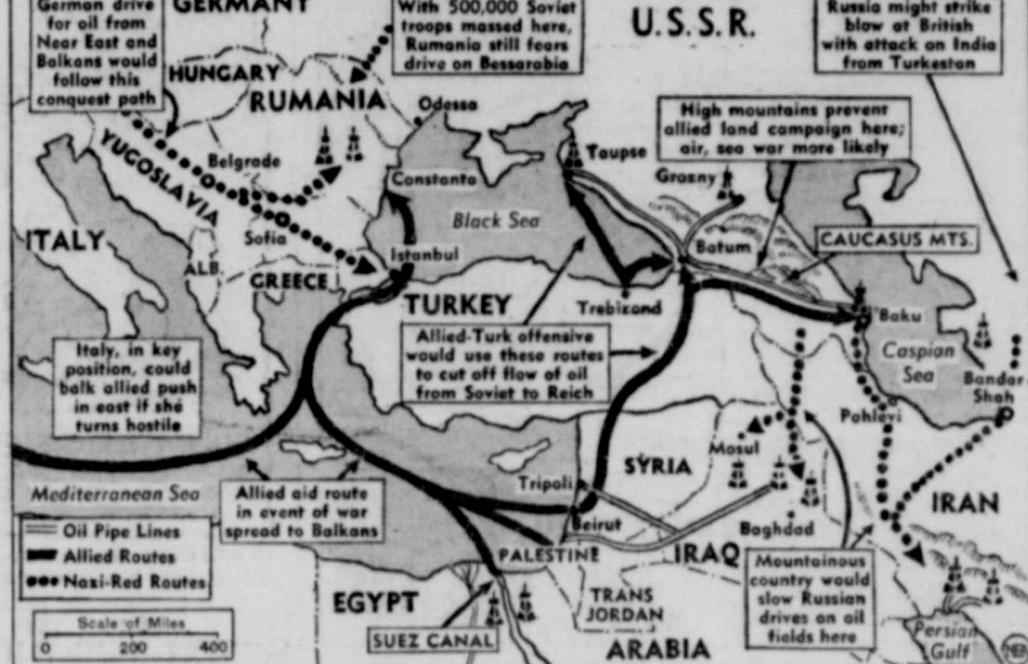 German drive
for oil from
Near East and
Balkans would
follow this
conquest path
GERMANY
With 500,000 Soviet
troops massed here,
Rumania still fears
drive on Bessarabia
U.S.S.R.
Russia might strike
blow at British
with attack on India
from Turkestan
HUNGARY
RUMANIA
Odessa
High mountains prevent
allied land campaign here;
air, sea war more likely
YUGOSLAVIA
Belgrade
Constanta
Taupse
Grozny
Black Sea
ITALY
Sofia
Istanbul
Batum
CAUCASUS MTS.
ALB.
GREECE
TURKEY
Trebizond
Baku
Italy, in key
position, could
balk allied push
in east if she
turns hostile
Allied-Turk offensive
would use these routes
to cut off flow of oil
from Soviet to Reich
Caspian
Sea
Bandar
Shah
Pahlevi
Mosul
SYRIA
Mediterranean Sea
Allied aid route
in event of war
spread to Balkans
Tripoli
Beirut
Baghdad
IRAN
Oil Pipe Lines
Allied Routes
Nazi-Red Routes
PALESTINE
IRAQ
Mountainous
country would
slow Russian
drives on oil
fields here
EGYPT
TRANS
JORDAN
Scale of Miles
0 200 400
SUEZ CANAL
ARABIA
Persian
Gulf